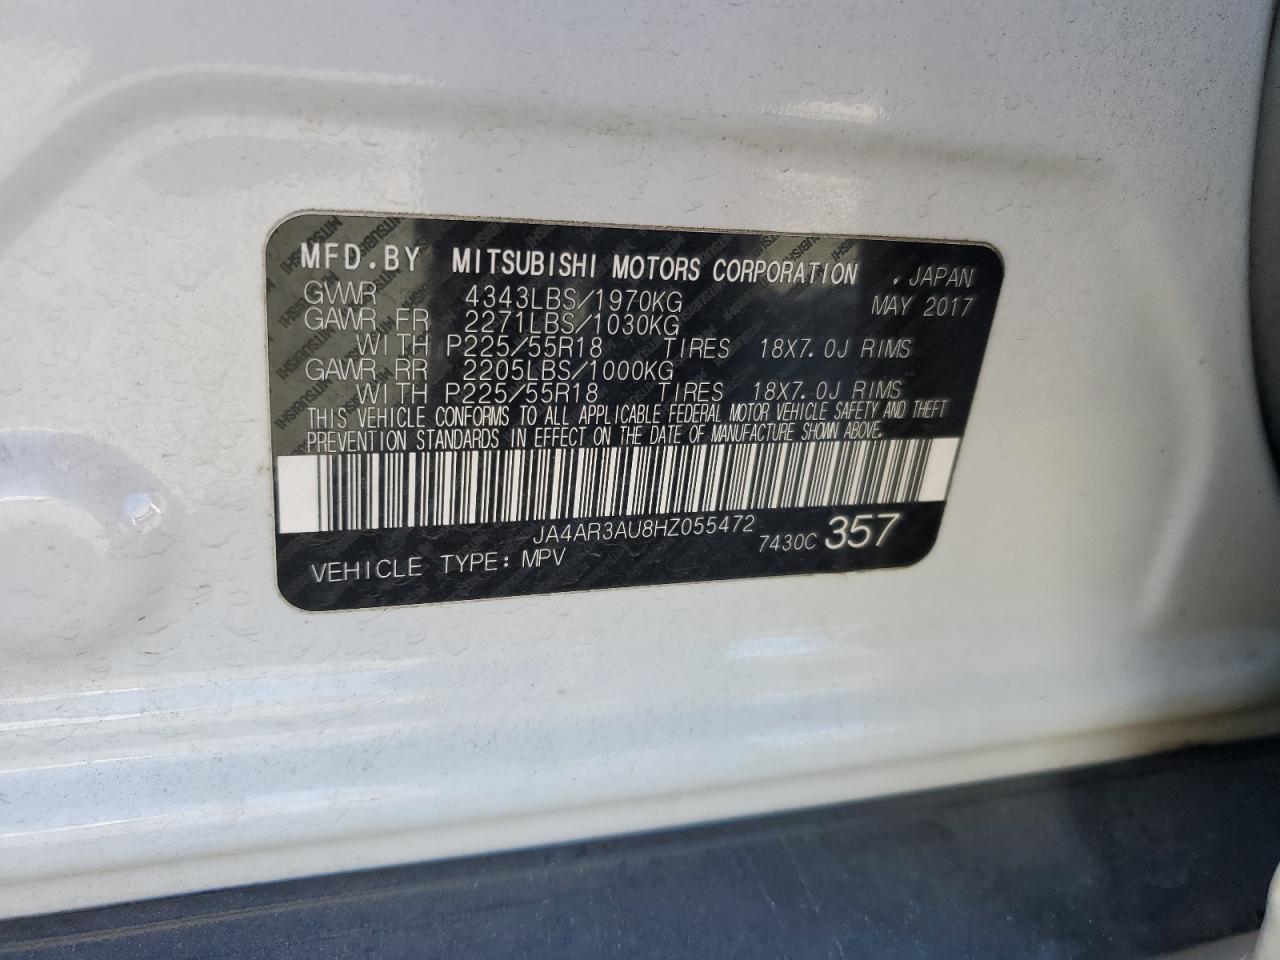 MFD.BY MITSUBISHI MOTORS CORPORATION , JAPAN
GVWR 4343LBS/1970KG MAY 2017
GAWR FR 2271LBS/1030KG
WITH P225/55R18 TIRES 18X7.0J RIMS
GAWR RR 2205LBS/1000KG
WITH P225/55R18 TIRES 18X7.0J RIMS
THIS VEHICLE CONFORMS TO ALL APPLICABLE FEDERAL MOTOR VEHICLE SAFETY AND THEFT
PREVENTION STANDARDS IN EFFECT ON THE DATE OF MANUFACTURE SHOWN ABOVE.
JA4AR3AU8HZ055472
VEHICLE TYPE: MPV 7430C 357